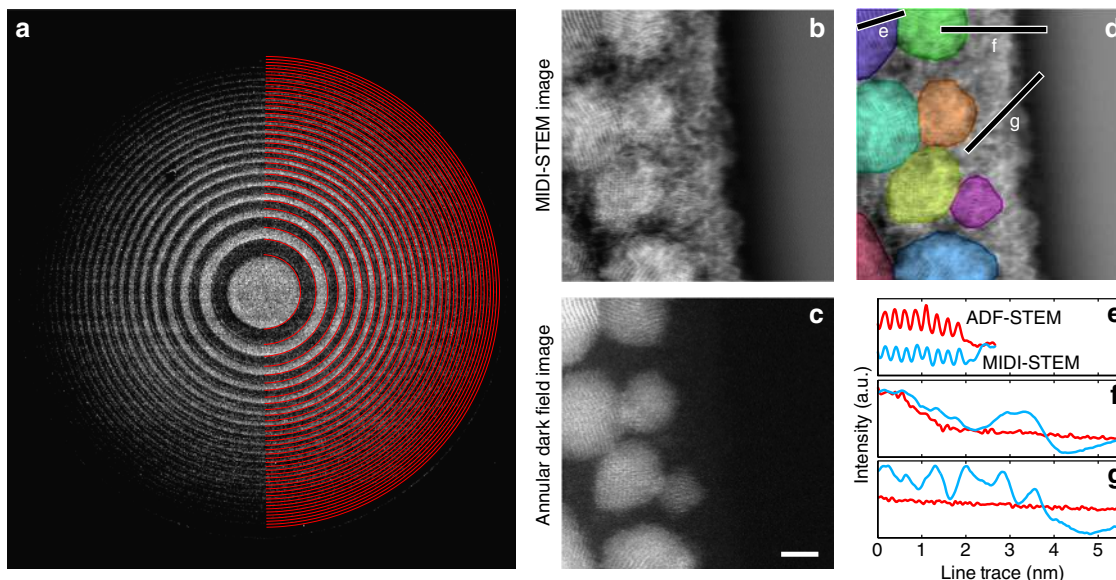 a
MIDI-STEM image
b
d
e
f
g
Annular dark field image
c
Intensity (a.u.)
ADF-STEM
e
MIDI-STEM
f
g
0 1 2 3 4 5
Line trace (nm)